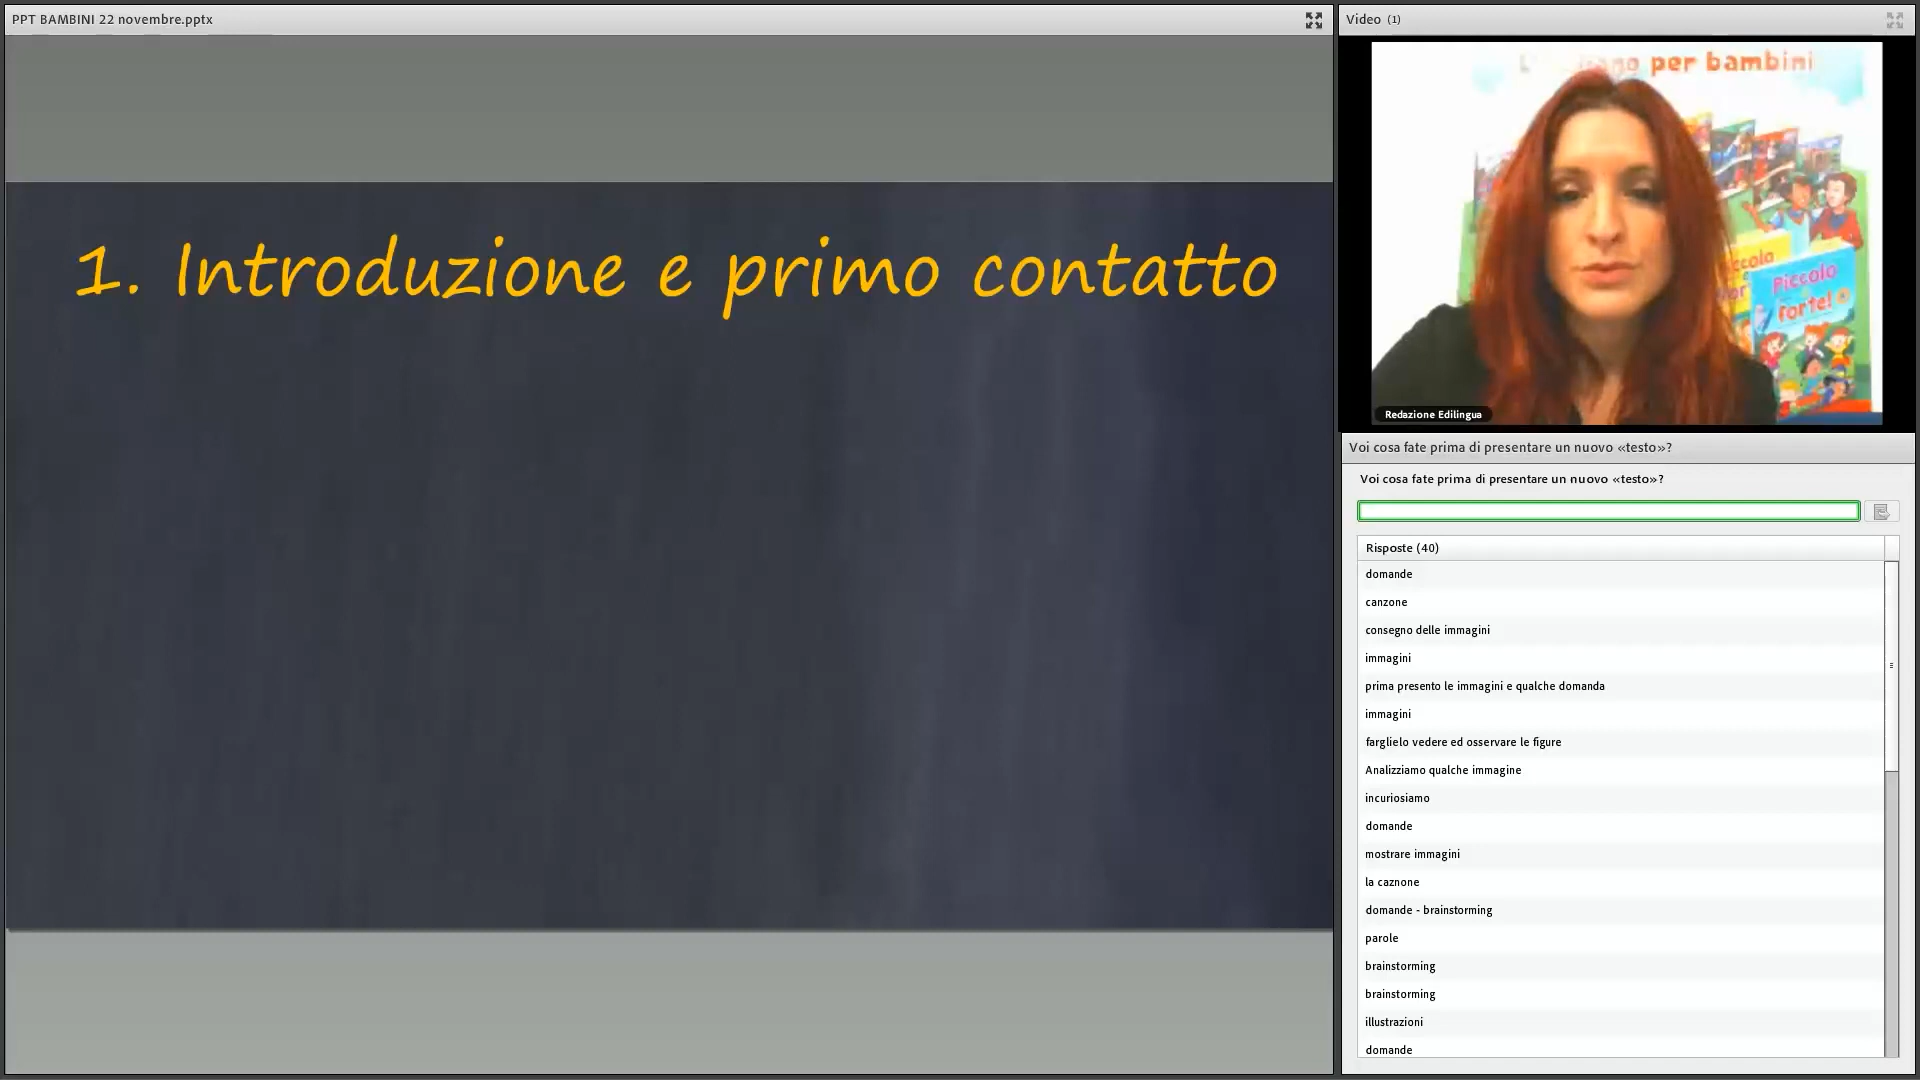 PPT BAMBINI 22 novembre.pptx
1. Introduzione e primo contatto
Video (1)
per bambini
Piccolo
forte!
Redazione Edilingua
Voi cosa fate prima di presentare un nuovo «testo»?
Voi cosa fate prima di presentare un nuovo «testo»?
Risposte (40)
domande
canzone
consegno delle immagini
immagini
prima presento le immagini e qualche domanda
immagini
farglielo vedere ed osservare le figure
Analizziamo qualche immagine
incuriosiamo
domande
mostrare immagini
la caznone
domande - brainstorming
parole
brainstorming
brainstorming
illustrazioni
domande